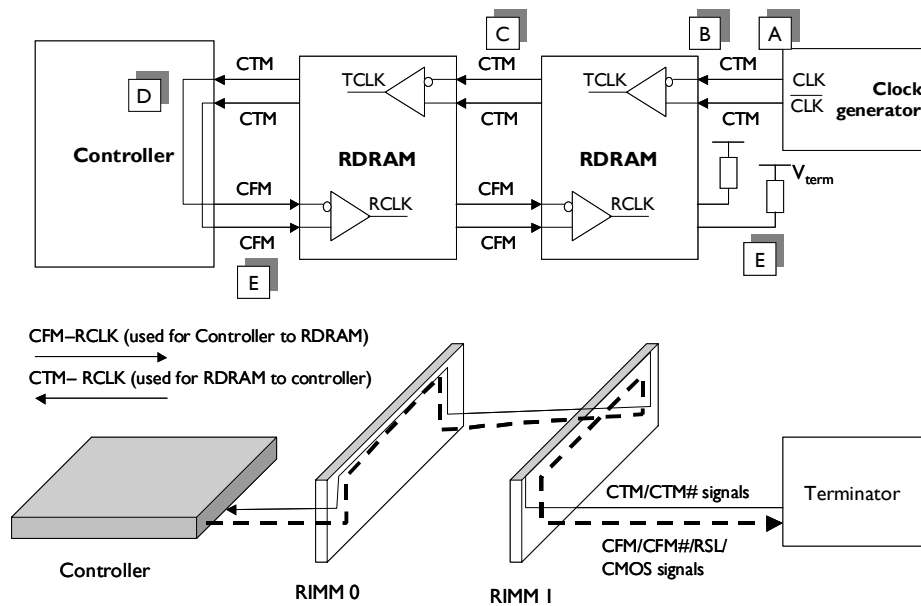 C
B
A
CTM
CTM
CTM
D
TCLK
TCLK
CLK
CLK
Clock
generator
CTM
CTM
CTM
Controller
RDRAM
RDRAM
Vterm
CFM
RCLK
CFM
RCLK
CFM
CFM
E
E
CFM–RCLK (used for Controller to RDRAM)
CTM– RCLK (used for RDRAM to controller)
CTM/CTM# signals
Terminator
CFM/CFM#/RSL/
CMOS signals
Controller
RIMM 0
RIMM 1